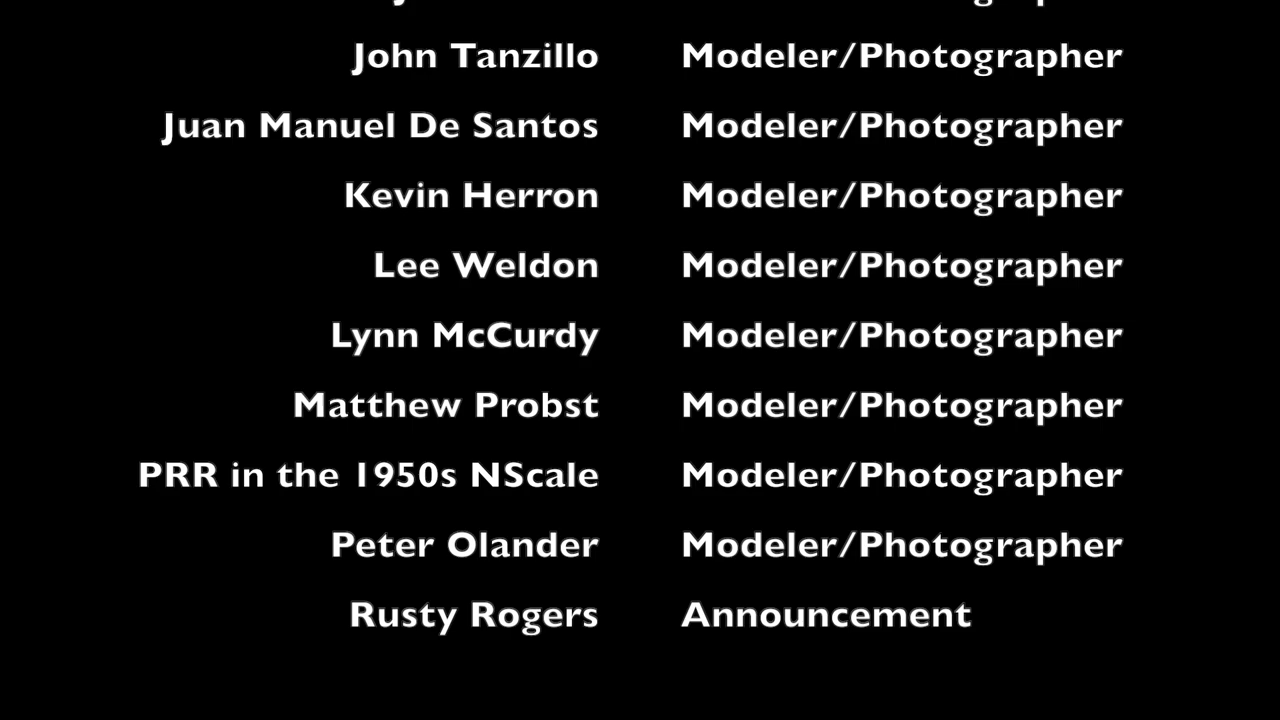 John Tanzillo Modeler/Photographer
Juan Manuel De Santos Modeler/Photographer
Kevin Herron Modeler/Photographer
Lee Weldon Modeler/Photographer
Lynn McCurdy Modeler/Photographer
Matthew Probst Modeler/Photographer
PRR in the 1950s NScale Modeler/Photographer
Peter Olander Modeler/Photographer
Rusty Rogers Announcement